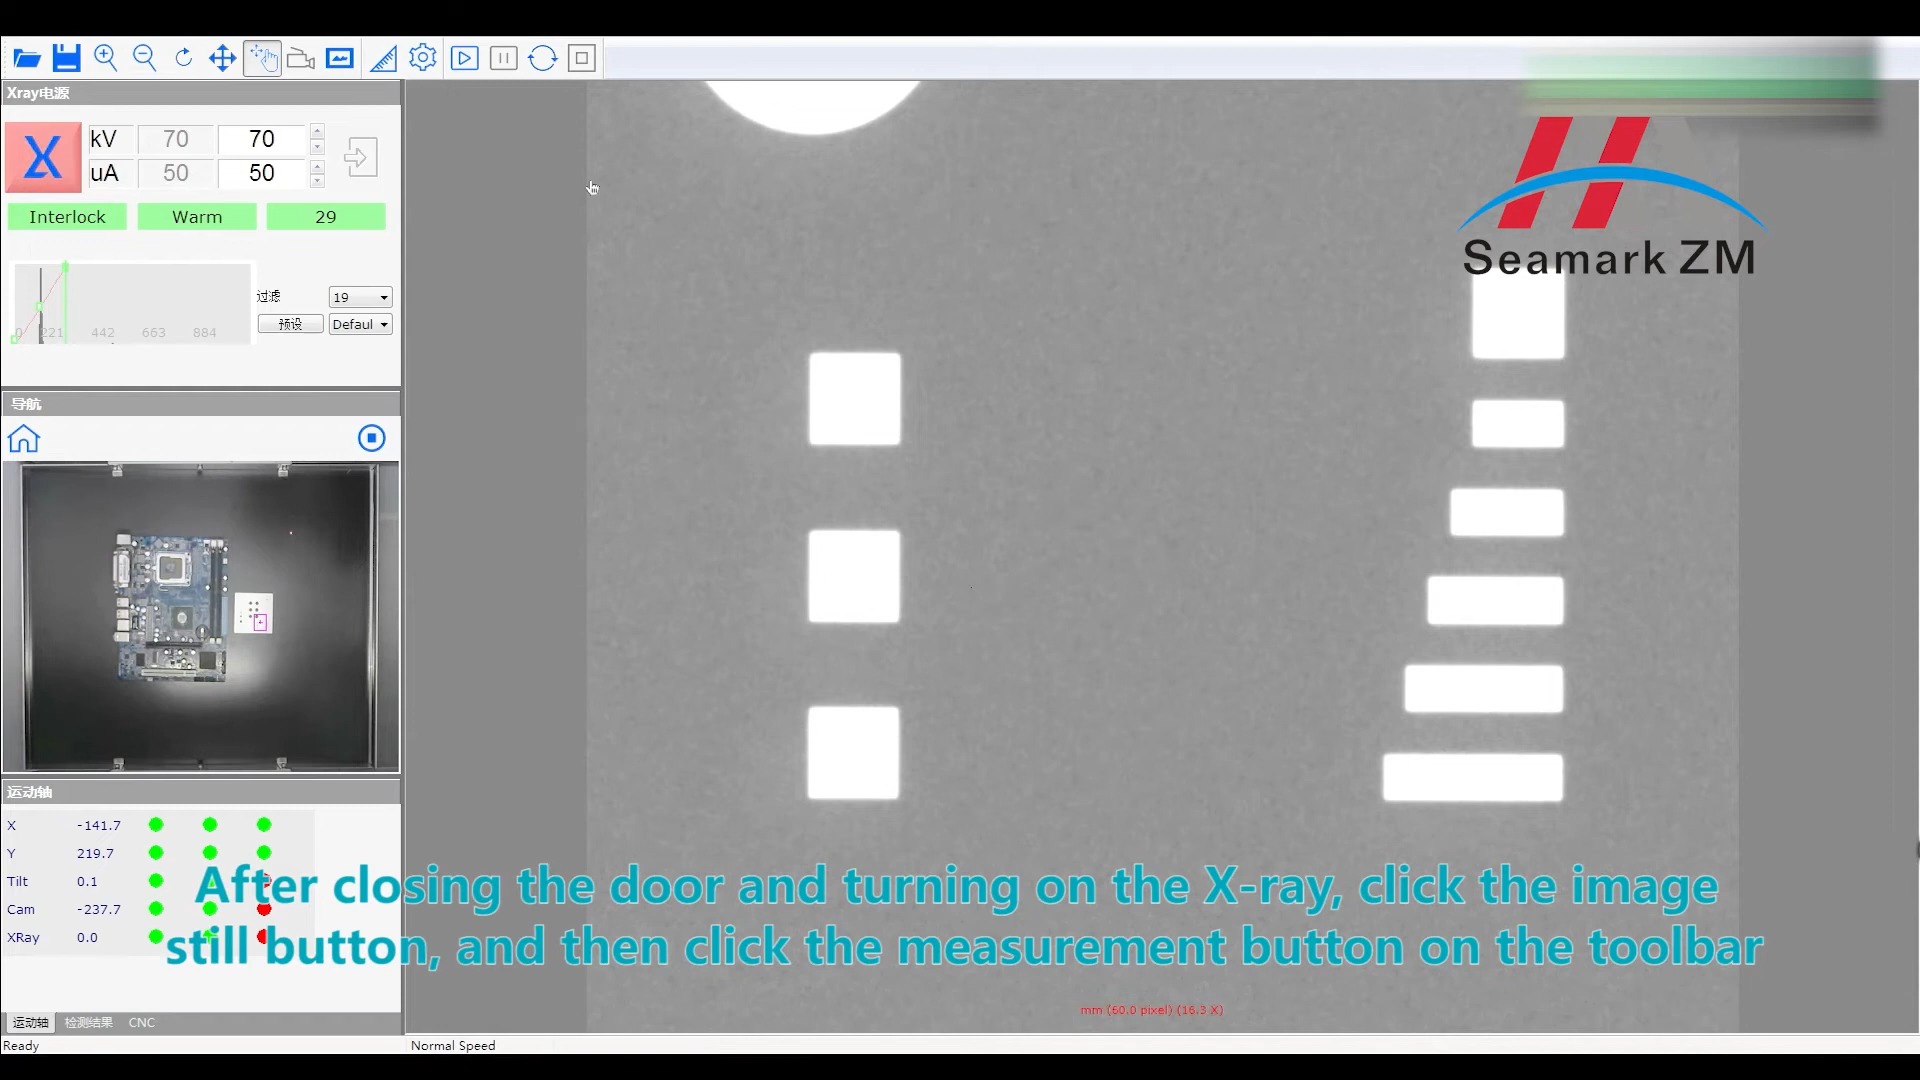 Xray电源
kV 70 70
uA 50 50
Interlock Warm 29
0 221 442 663 884
过滤 19
预设 Defaul
导航
运动轴
X -141.7
Y 219.7
Tilt 0.1
Cam -237.7
XRay 0.0
运动轴 检测结果 CNC
Ready Normal Speed
Seamark ZM
After closing the door and turning on the X-ray, click the image
still button, and then click the measurement button on the toolbar
mm (60.0 pixel) (16.3 X)